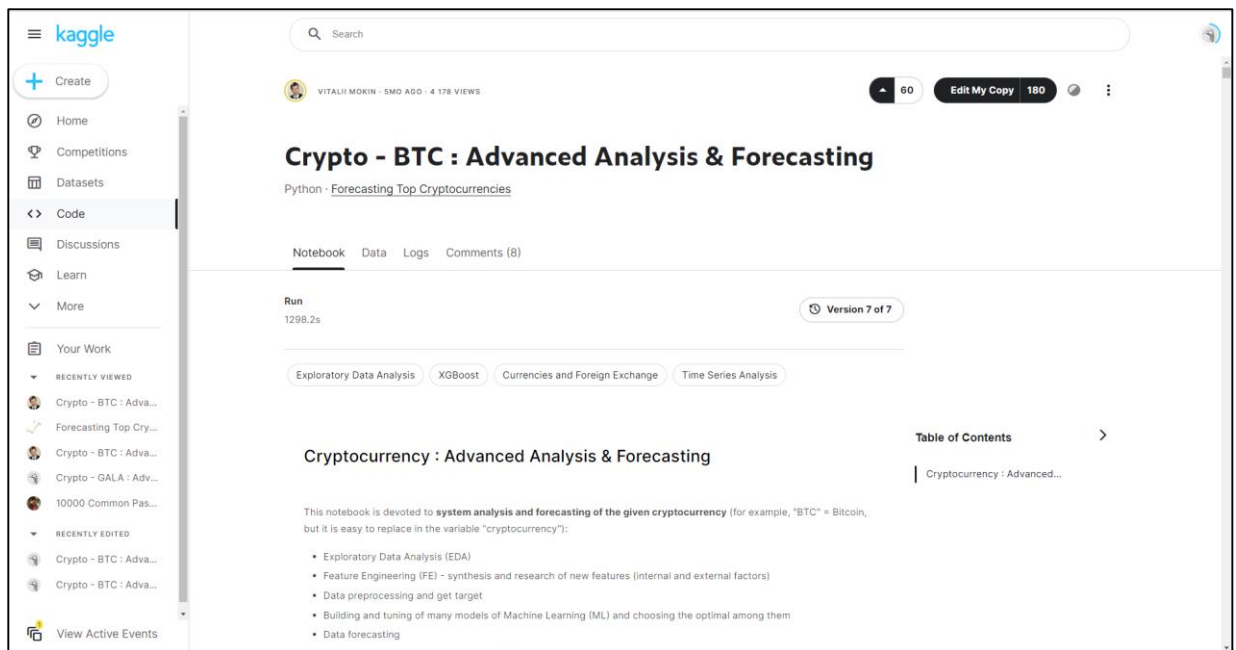 kaggle
Search
Create
Home
Competitions
Datasets
Code
Discussions
Learn
More
Your Work
RECENTLY VIEWED
Crypto - BTC : Adva...
Forecasting Top Cry...
Crypto - BTC : Adva...
Crypto - GALA : Adv...
10000 Common Pas...
RECENTLY EDITED
Crypto - BTC : Adva...
Crypto - BTC : Adva...
View Active Events
VITALII MOKIN · 5MO AGO · 4 178 VIEWS
60
Edit My Copy 180
Crypto - BTC : Advanced Analysis & Forecasting
Python · Forecasting Top Cryptocurrencies
Notebook Data Logs Comments (8)
Run
1298.2s
Version 7 of 7
Exploratory Data Analysis XGBoost Currencies and Foreign Exchange Time Series Analysis
Cryptocurrency : Advanced Analysis & Forecasting
This notebook is devoted to system analysis and forecasting of the given cryptocurrency (for example, "BTC" = Bitcoin,
but it is easy to replace in the variable "cryptocurrency"):
• Exploratory Data Analysis (EDA)
• Feature Engineering (FE) - synthesis and research of new features (internal and external factors)
• Data preprocessing and get target
• Building and tuning of many models of Machine Learning (ML) and choosing the optimal among them
• Data forecasting
Table of Contents
Cryptocurrency : Advanced...